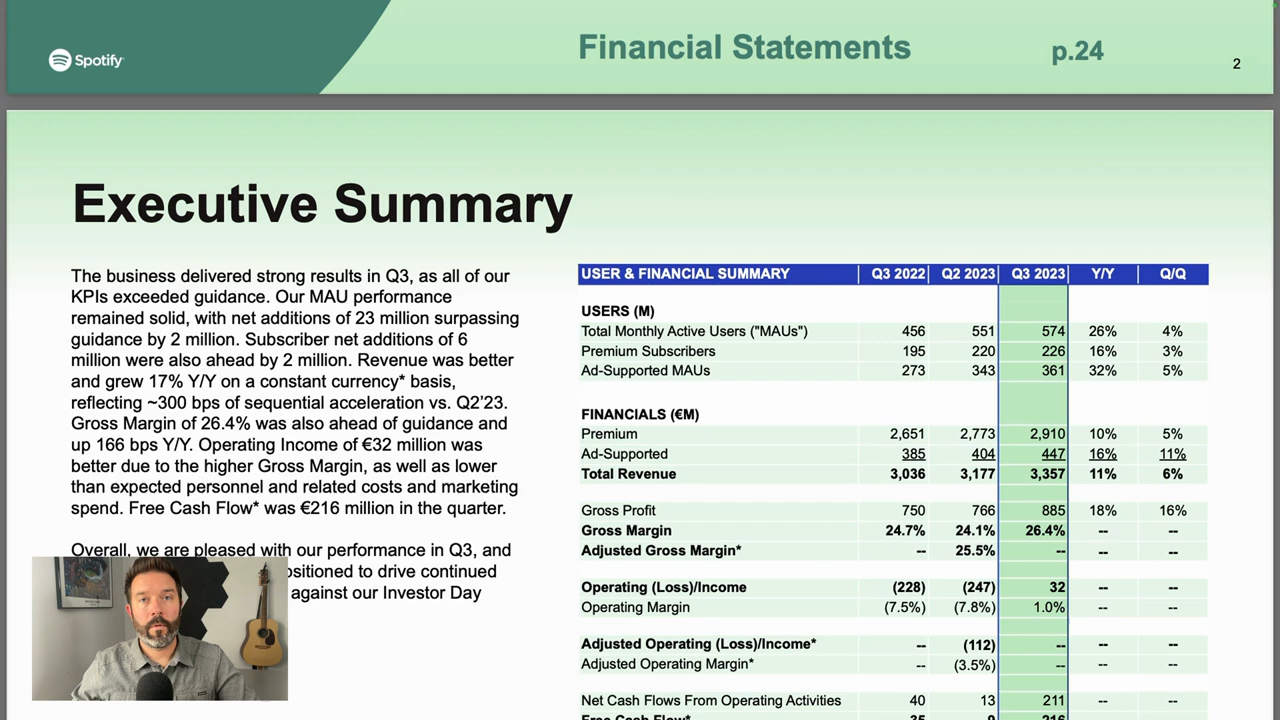 Spotify
Financial Statements p.24
2
Executive Summary
The business delivered strong results in Q3, as all of our
KPIs exceeded guidance. Our MAU performance
remained solid, with net additions of 23 million surpassing
guidance by 2 million. Subscriber net additions of 6
million were also ahead by 2 million. Revenue was better
and grew 17% Y/Y on a constant currency* basis,
reflecting ~300 bps of sequential acceleration vs. Q2'23.
Gross Margin of 26.4% was also ahead of guidance and
up 166 bps Y/Y. Operating Income of €32 million was
better due to the higher Gross Margin, as well as lower
than expected personnel and related costs and marketing
spend. Free Cash Flow* was €216 million in the quarter.
Overall, we are pleased with our performance in Q3, and
ositioned to drive continued
against our Investor Day
USER & FINANCIAL SUMMARY Q3 2022 Q2 2023 Q3 2023 Y/Y Q/Q
USERS (M)
Total Monthly Active Users ("MAUs") 456 551 574 26% 4%
Premium Subscribers 195 220 226 16% 3%
Ad-Supported MAUs 273 343 361 32% 5%
FINANCIALS (€M)
Premium 2,651 2,773 2,910 10% 5%
Ad-Supported 385 404 447 16% 11%
Total Revenue 3,036 3,177 3,357 11% 6%
Gross Profit 750 766 885 18% 16%
Gross Margin 24.7% 24.1% 26.4% -- --
Adjusted Gross Margin* -- 25.5% -- -- --
Operating (Loss)/Income (228) (247) 32 -- --
Operating Margin (7.5%) (7.8%) 1.0% -- --
Adjusted Operating (Loss)/Income* -- (112) -- -- --
Adjusted Operating Margin* -- (3.5%) -- -- --
Net Cash Flows From Operating Activities 40 13 211 -- --
Free Cash Flow* 35 9 216